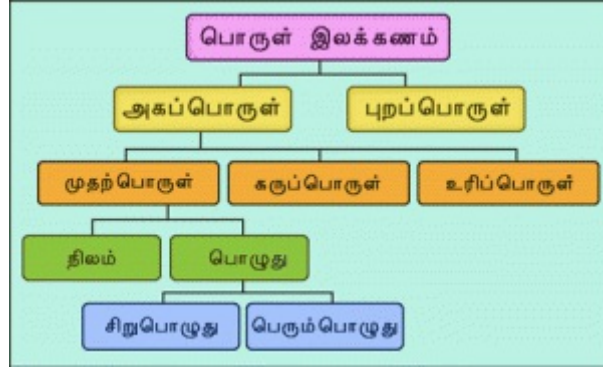 பொருள் இலக்கணம்
அகப்பொருள் புறப்பொருள்
முதற்பொருள் கருப்பொருள் உரிப்பொருள்
நிலம் பொழுது
சிறுபொழுது பெரும்பொழுது